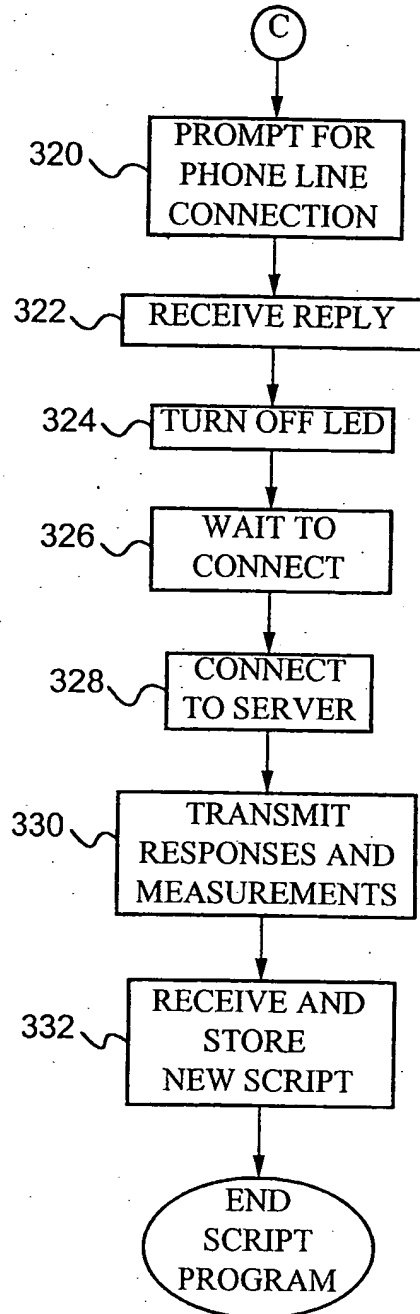 C
320
PROMPT FOR
PHONE LINE
CONNECTION
322
RECEIVE REPLY
324
TURN OFF LED
326
WAIT TO
CONNECT
328
CONNECT
TO SERVER
330
TRANSMIT
RESPONSES AND
MEASUREMENTS
332
RECEIVE AND
STORE
NEW SCRIPT
END
SCRIPT
PROGRAM